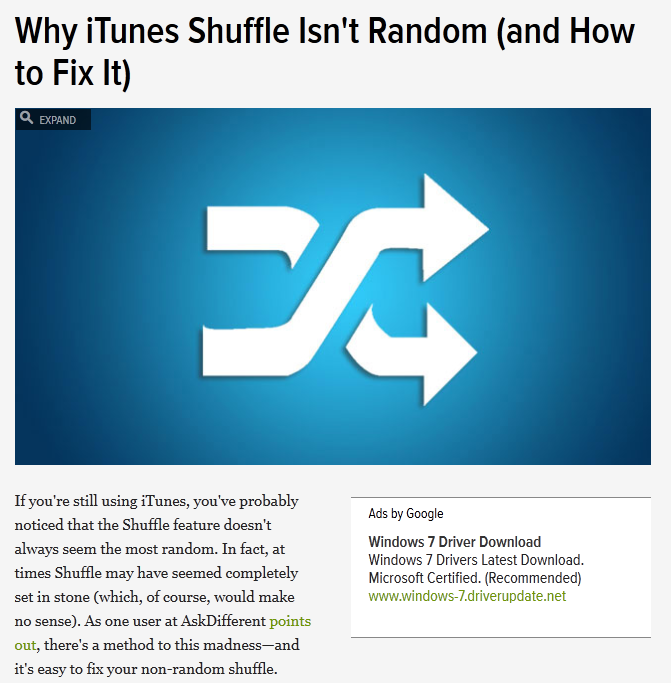 Why iTunes Shuffle Isn't Random (and How
to Fix It)
EXPAND
If you're still using iTunes, you've probably
noticed that the Shuffle feature doesn't
always seem the most random. In fact, at
times Shuffle may have seemed completely
set in stone (which, of course, would make
no sense). As one user at AskDifferent points
out, there's a method to this madness—and
it's easy to fix your non-random shuffle.
Ads by Google
Windows 7 Driver Download
Windows 7 Drivers Latest Download.
Microsoft Certified. (Recommended)
www.windows-7.driverupdate.net